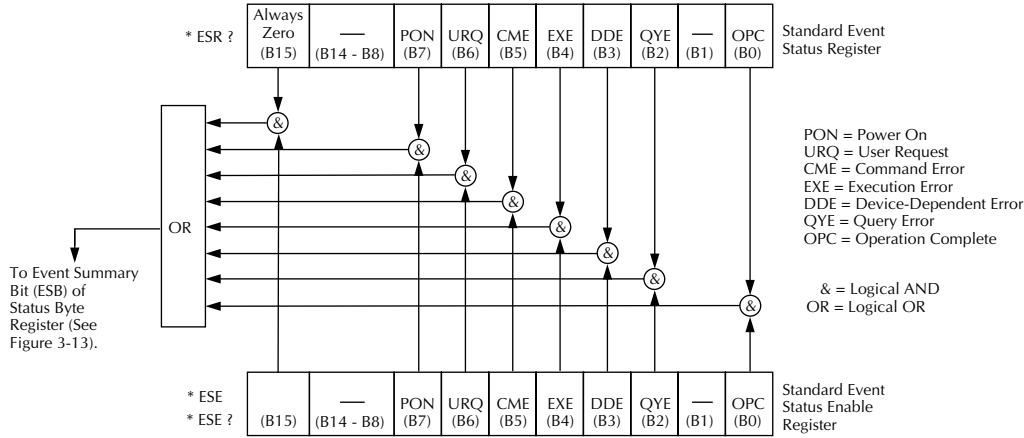 * ESR ?
Always
Zero
(B15)
—
(B14 - B8)
PON
(B7)
URQ
(B6)
CME
(B5)
EXE
(B4)
DDE
(B3)
QYE
(B2)
—
(B1)
OPC
(B0)
Standard Event
Status Register
&
&
&
&
&
&
&
&
OR
To Event Summary
Bit (ESB) of
Status Byte
Register (See
Figure 3-13).
PON = Power On
URQ = User Request
CME = Command Error
EXE = Execution Error
DDE = Device-Dependent Error
QYE = Query Error
OPC = Operation Complete
& = Logical AND
OR = Logical OR
* ESE
* ESE ?
(B15)
—
(B14 - B8)
PON
(B7)
URQ
(B6)
CME
(B5)
EXE
(B4)
DDE
(B3)
QYE
(B2)
—
(B1)
OPC
(B0)
Standard Event
Status Enable
Register